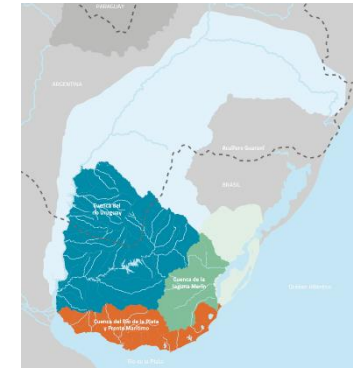 PARAGUAY
ARGENTINA
Acuífero Guaraní
BRASIL
Cuenca del
río Uruguay
Cuenca de la
laguna Merín
Océano Atlántico
Cuenca del Río de la Plata
y Frente Marítimo
Río de la Plata